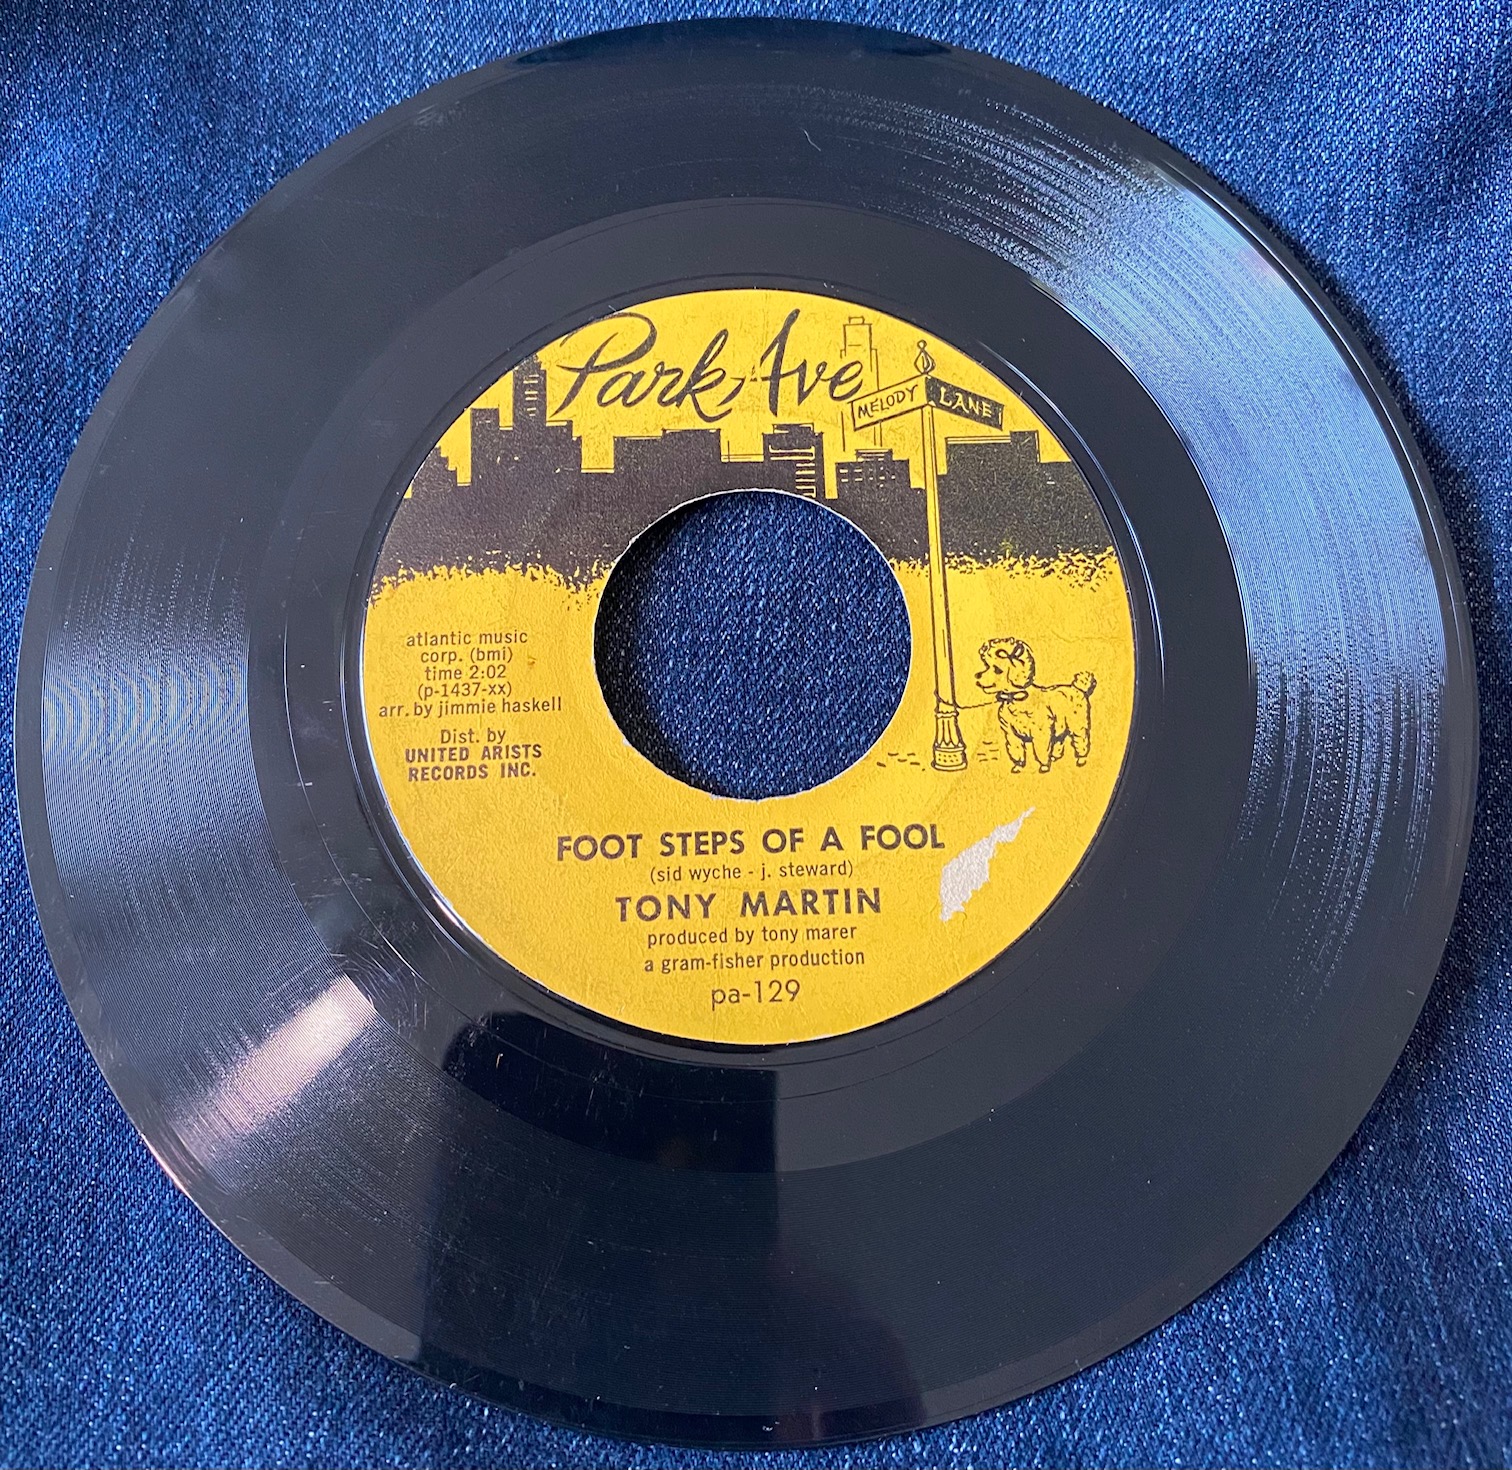 Park Ave
MELODY LANE
atlantic music
corp. (bmi)
time 2:02
(p-1437-xx)
arr. by jimmie haskell
Dist. by
UNITED ARISTS
RECORDS INC.
FOOT STEPS OF A FOOL
(sid wyche - j. steward)
TONY MARTIN
produced by tony marer
a gram-fisher production
pa-129